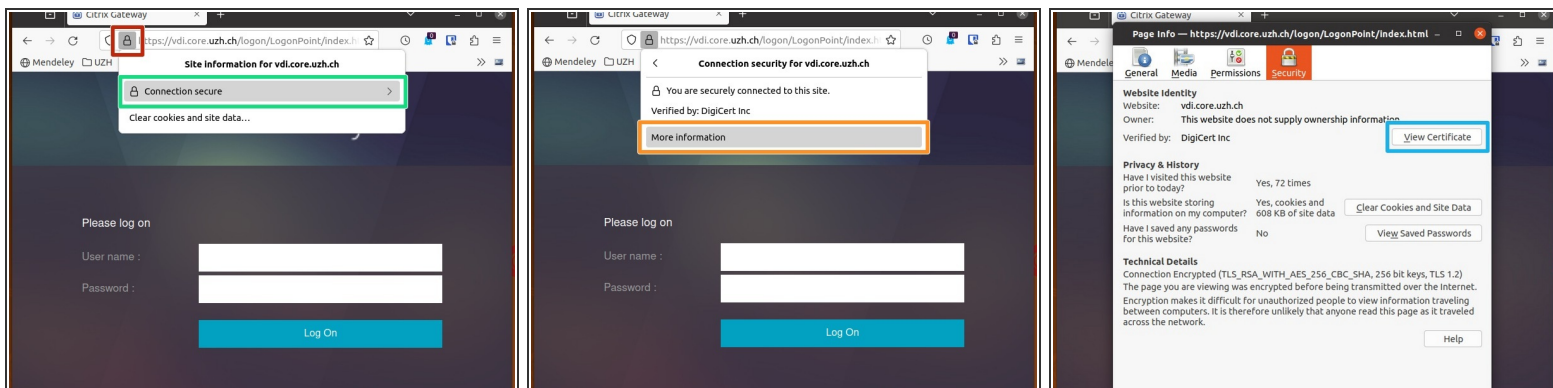 Citrix Gateway
https://vdi.core.uzh.ch/logon/LogonPoint/index.h
Mendeley UZH
Site information for vdi.core.uzh.ch
Connection secure
Clear cookies and site data…
Please log on
User name :
Password :
Log On
Citrix Gateway
https://vdi.core.uzh.ch/logon/LogonPoint/index.h
Mendeley UZH
Connection security for vdi.core.uzh.ch
You are securely connected to this site.
Verified by: DigiCert Inc
More information
Please log on
User name :
Password :
Log On
Citrix Gateway
Page Info — https://vdi.core.uzh.ch/logon/LogonPoint/index.html
Mendele
General Media Permissions Security
Website Identity
Website: vdi.core.uzh.ch
Owner: This website does not supply ownership information.
Verified by: DigiCert Inc View Certificate
Privacy & History
Have I visited this website
prior to today? Yes, 72 times
Is this website storing
information on my computer? Yes, cookies and
608 KB of site data Clear Cookies and Site Data
Have I saved any passwords
for this website? No View Saved Passwords
Technical Details
Connection Encrypted (TLS_RSA_WITH_AES_256_CBC_SHA, 256 bit keys, TLS 1.2)
The page you are viewing was encrypted before being transmitted over the Internet.
Encryption makes it difficult for unauthorized people to view information traveling
between computers. It is therefore unlikely that anyone read this page as it traveled
across the network.
Help